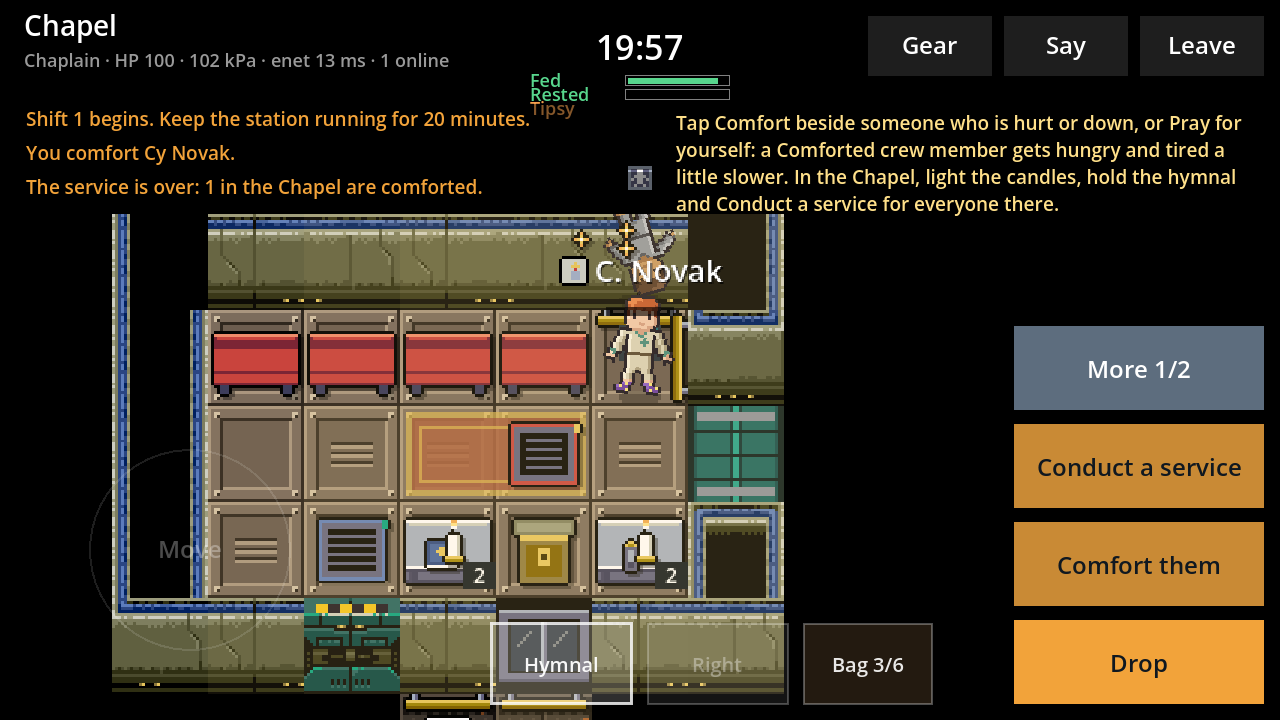 Chapel
Chaplain · HP 100 · 102 kPa · enet 13 ms · 1 online
19:57
Gear
Say
Leave
Fed
Rested
Tipsy
Shift 1 begins. Keep the station running for 20 minutes.
You comfort Cy Novak.
The service is over: 1 in the Chapel are comforted.
Tap Comfort beside someone who is hurt or down, or Pray for
yourself: a Comforted crew member gets hungry and tired a
little slower. In the Chapel, light the candles, hold the hymnal
and Conduct a service for everyone there.
C. Novak
More 1/2
Conduct a service
Comfort them
Drop
Move
2
2
Hymnal
Right
Bag 3/6